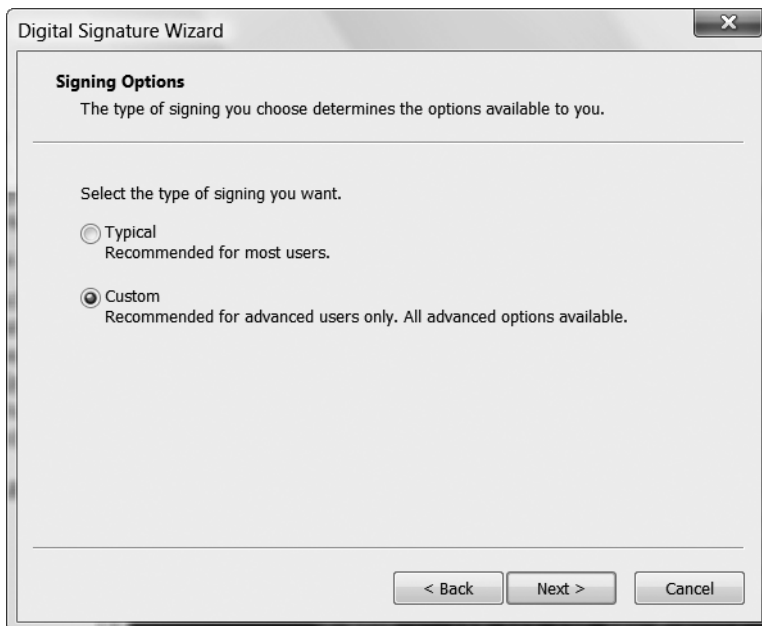 Digital Signature Wizard
X
Signing Options
The type of signing you choose determines the options available to you.
Select the type of signing you want.
Typical
Recommended for most users.
Custom
Recommended for advanced users only. All advanced options available.
< Back Next > Cancel